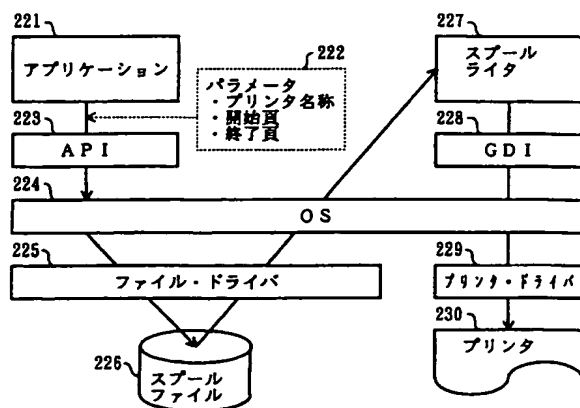 221
アプリケーション
222
パラメータ
・プリンタ名称
・開始頁
・終了頁
223
API
224
OS
225
ファイル・ドライバ
226
スプール
ファイル
227
スプール
ライタ
228
GDI
229
プリンタ・ドライバ
230
プリンタ